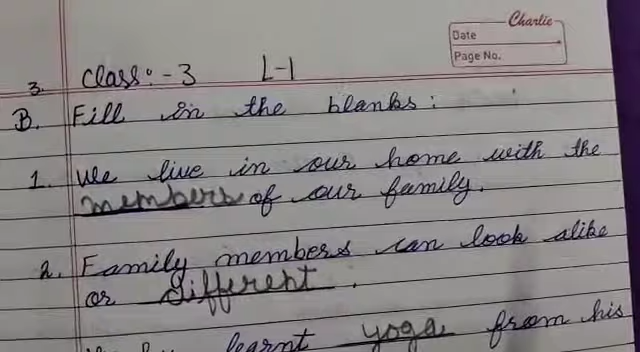 Charlie
Date
Page No.
3. Class: - 3 L-1
B. Fill in the blanks:
1. We live in our home with the
members of our family.
2. Family members can look alike
or different.
learnt yoga from his